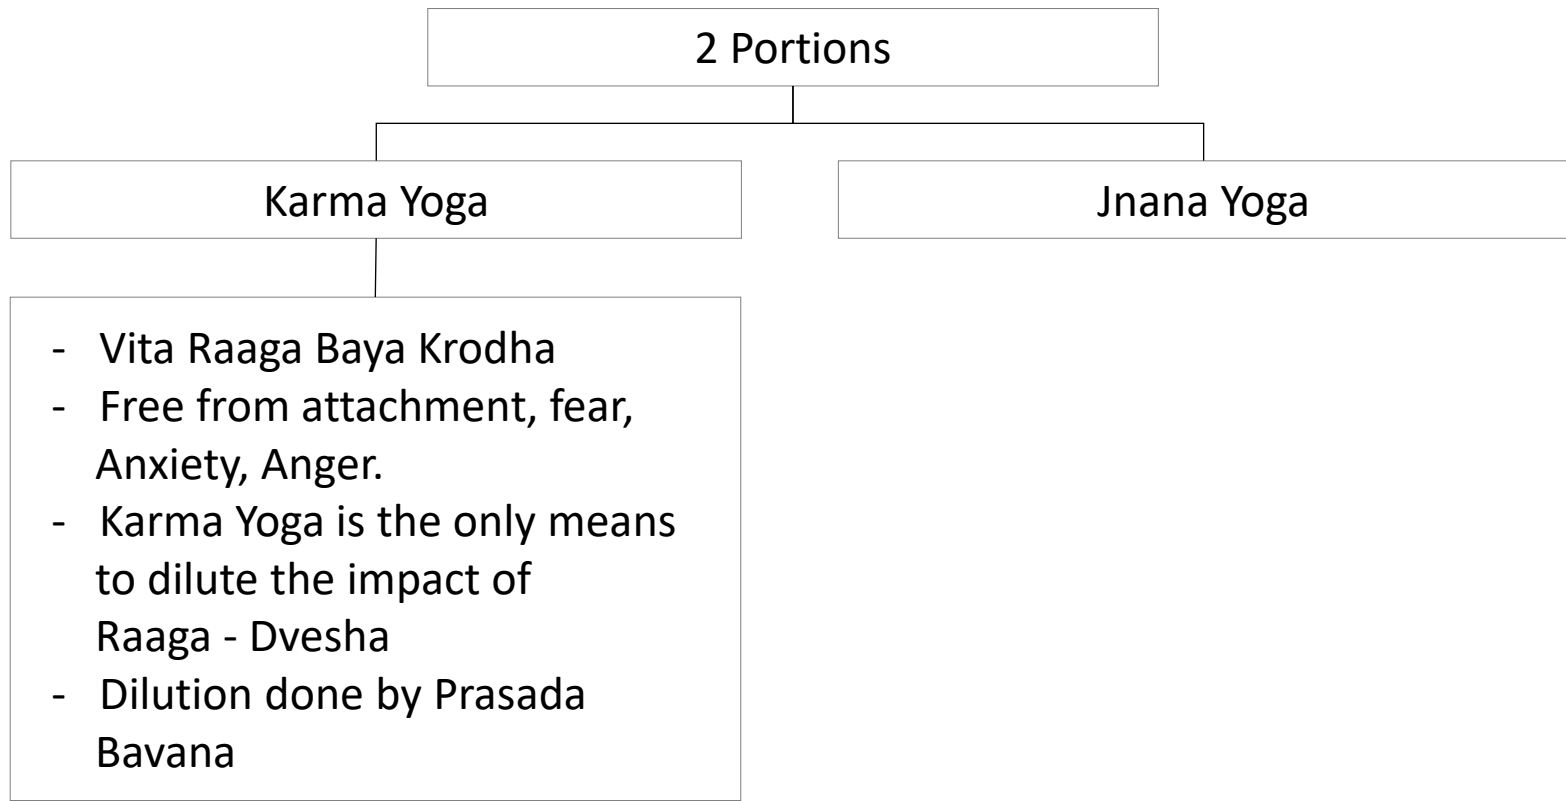 2 Portions
Karma Yoga
Jnana Yoga
- Vita Raaga Baya Krodha
- Free from attachment, fear,
Anxiety, Anger.
- Karma Yoga is the only means
to dilute the impact of
Raaga - Dvesha
- Dilution done by Prasada
Bavana